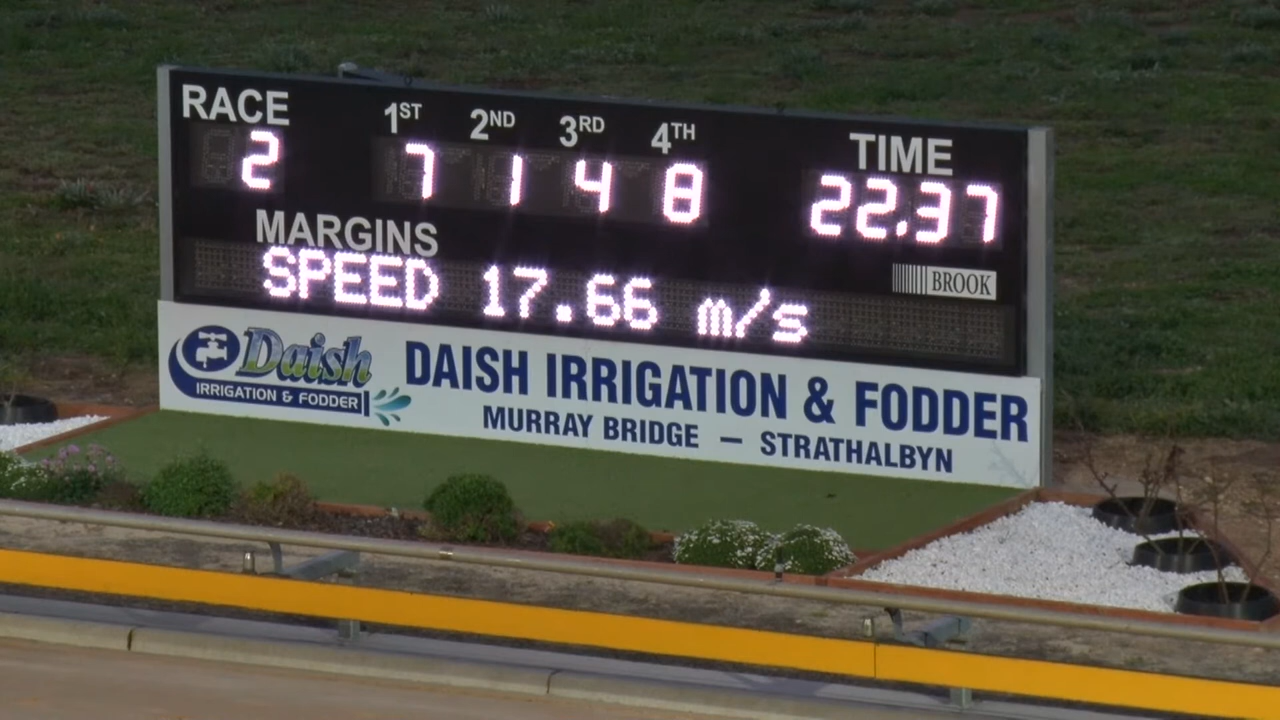 RACE 1ST 2ND 3RD 4TH TIME
2 7 1 4 8 22.37
MARGINS
BROOK
SPEED 17.66 m/s
Daish
IRRIGATION & FODDER
DAISH IRRIGATION & FODDER
MURRAY BRIDGE — STRATHALBYN